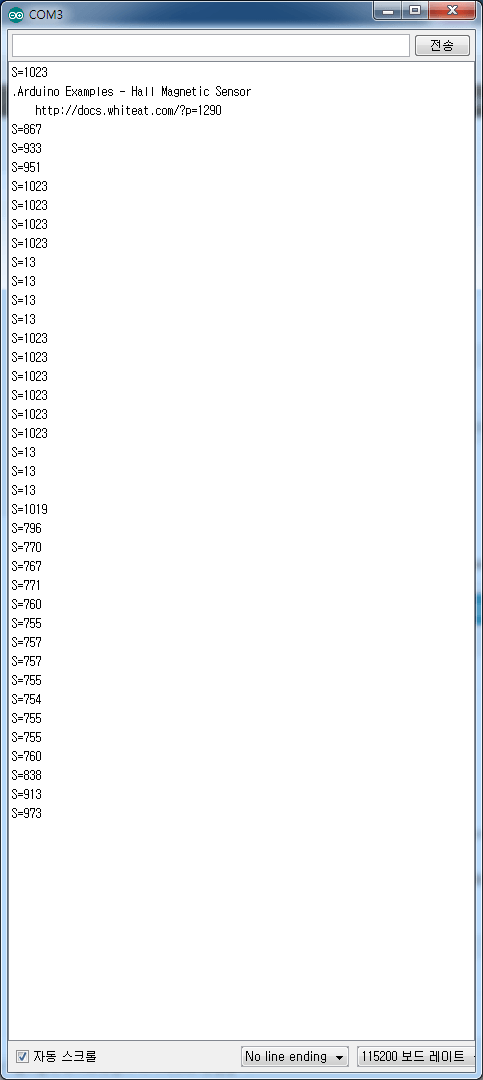 COM3
전송
S=1023
.Arduino Examples - Hall Magnetic Sensor
http://docs.whiteat.com/?p=1290
S=867
S=933
S=951
S=1023
S=1023
S=1023
S=1023
S=13
S=13
S=13
S=13
S=1023
S=1023
S=1023
S=1023
S=1023
S=1023
S=13
S=13
S=13
S=1019
S=796
S=770
S=767
S=771
S=760
S=755
S=757
S=757
S=755
S=754
S=755
S=755
S=760
S=838
S=913
S=973
자동 스크롤 No line ending 115200 보드 레이트